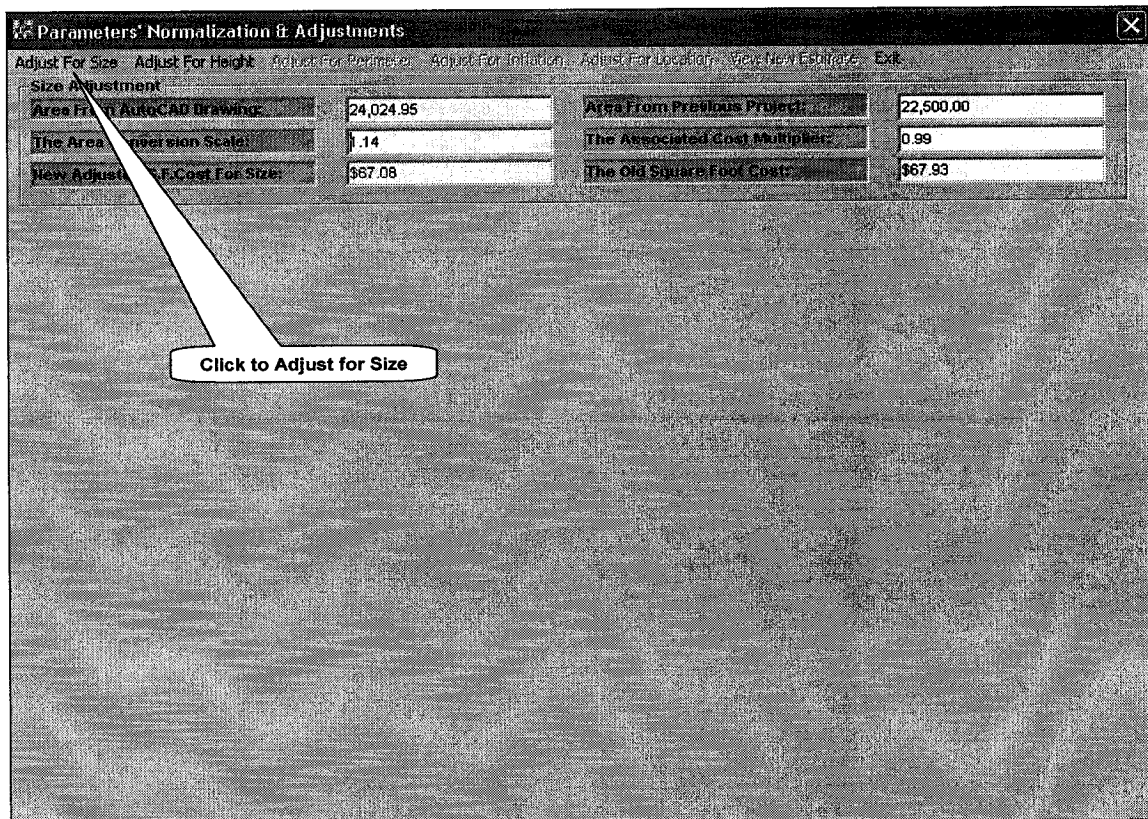 Parameters' Normalization & Adjustments
Adjust For Size Adjust For Height Adjust For Perimeter Adjust For Inflation Adjust For Location View New Estimate Exit
Size Adjustment
Area From AutoCAD Drawing: 24,024.95 Area From Previous Project: 22,500.00
The Area Conversion Scale: 1.14 The Associated Cost Multiplier: 0.99
New Adjusted S.F.Cost For Size: $67.08 The Old Square Foot Cost: $67.93
Click to Adjust for Size